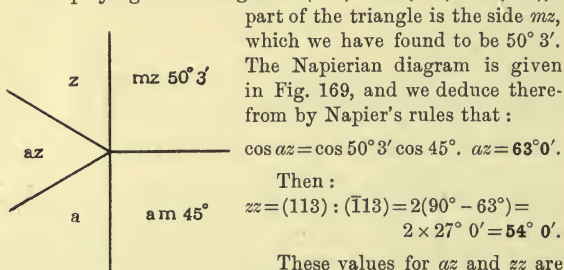 part of the triangle is the side mz,
which we have found to be 50° 3′.
The Napierian diagram is given
in Fig. 169, and we deduce there-
from by Napier's rules that :
cos az=cos 50° 3′ cos 45°. az=63°0′.
Then :
zz=(113) : (1̄13)=2(90° – 63°)=
2 × 27° 0′=54° 0′.
These values for az and zz are
z
mz 50°3′
az
a
am 45°